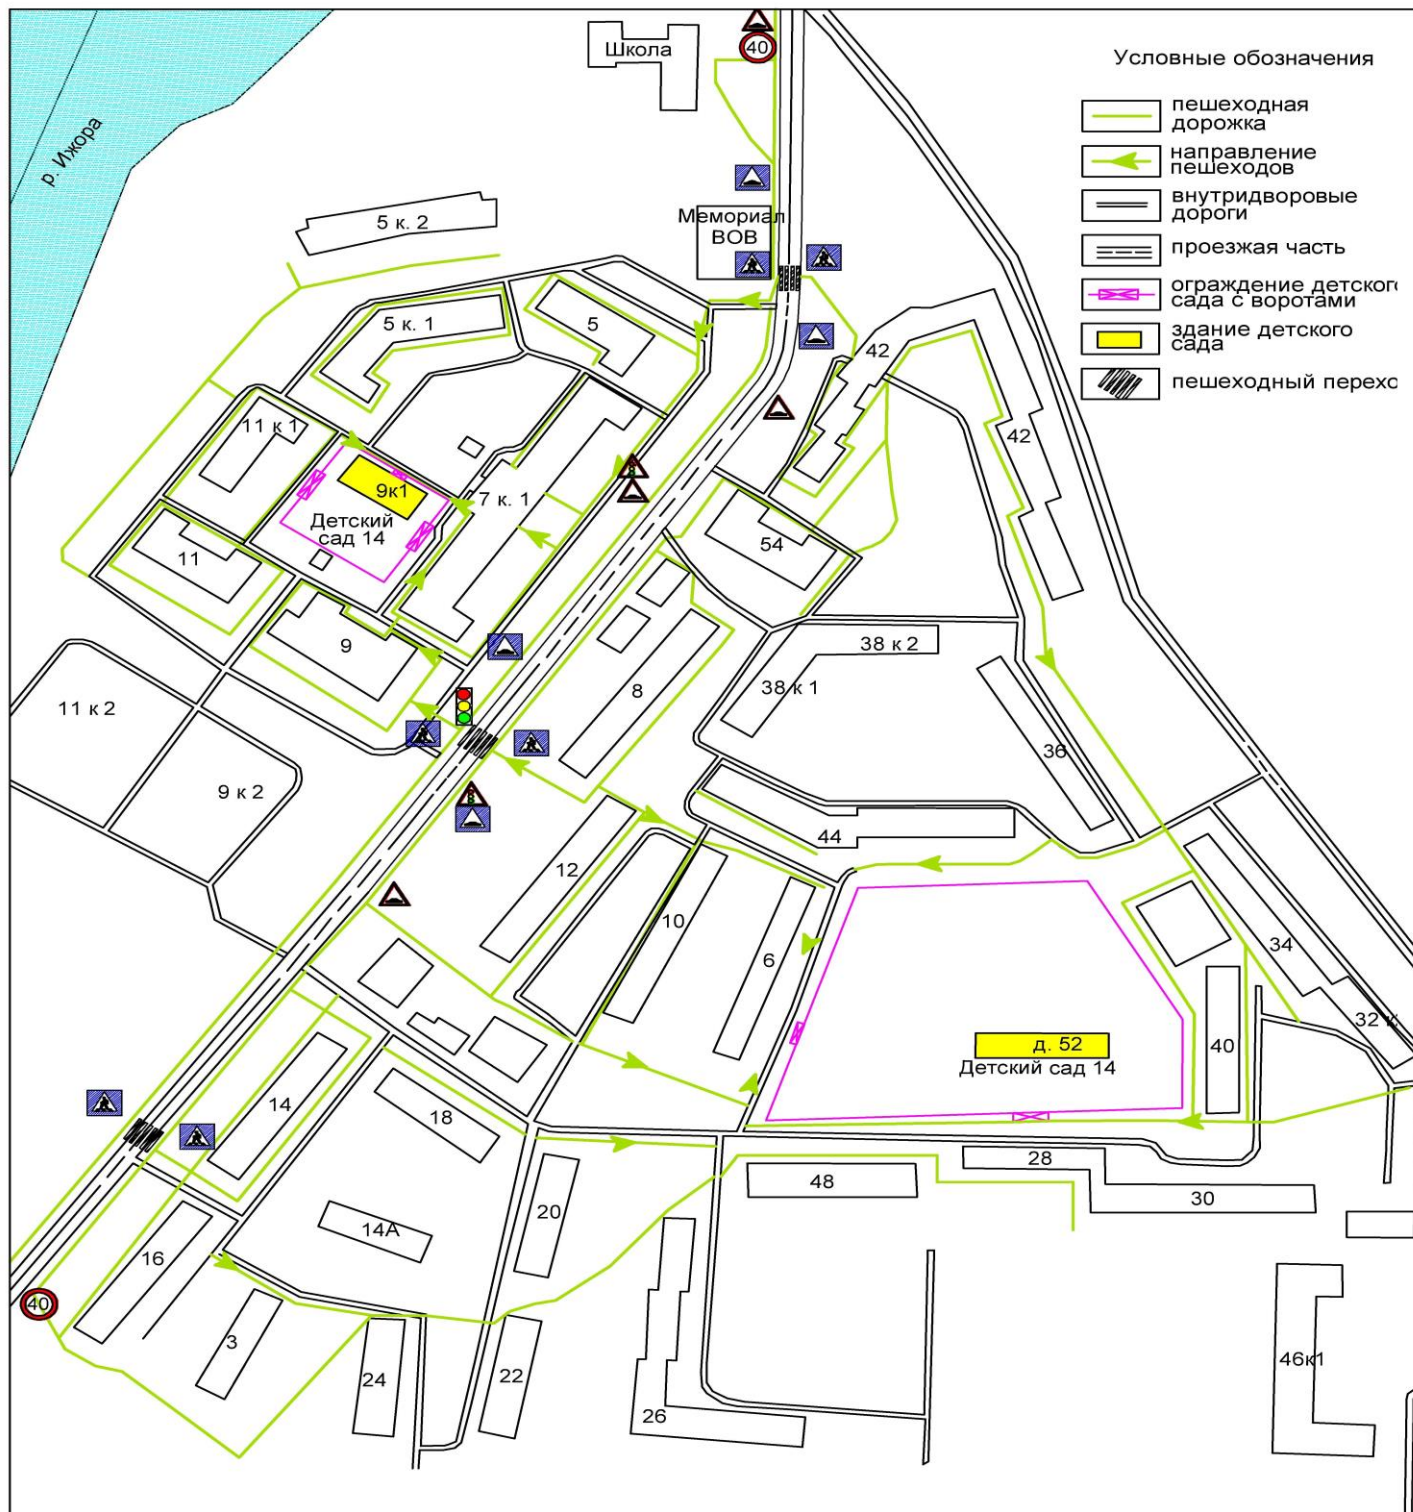 40
Школа
Условные обозначения
пешеходная
дорожка
р. Ижора
направление
пешеходов
внутридворовые
дороги
Мемориал
ВОВ
5 к. 2
проезжая часть
ограждение детског
сада с воротами
5 к. 1
5
здание детского
сада
42
пешеходный перехо
11 к 1
42
9к1
7 к. 1
Детский
сад 14
54
11
9
38 к 2
8
38 к 1
11 к 2
36
9 к 2
44
12
10
34
6
32 к
д. 52
40
Детский сад 14
14
18
28
48
30
20
14А
16
40
3
46к1
24
22
26